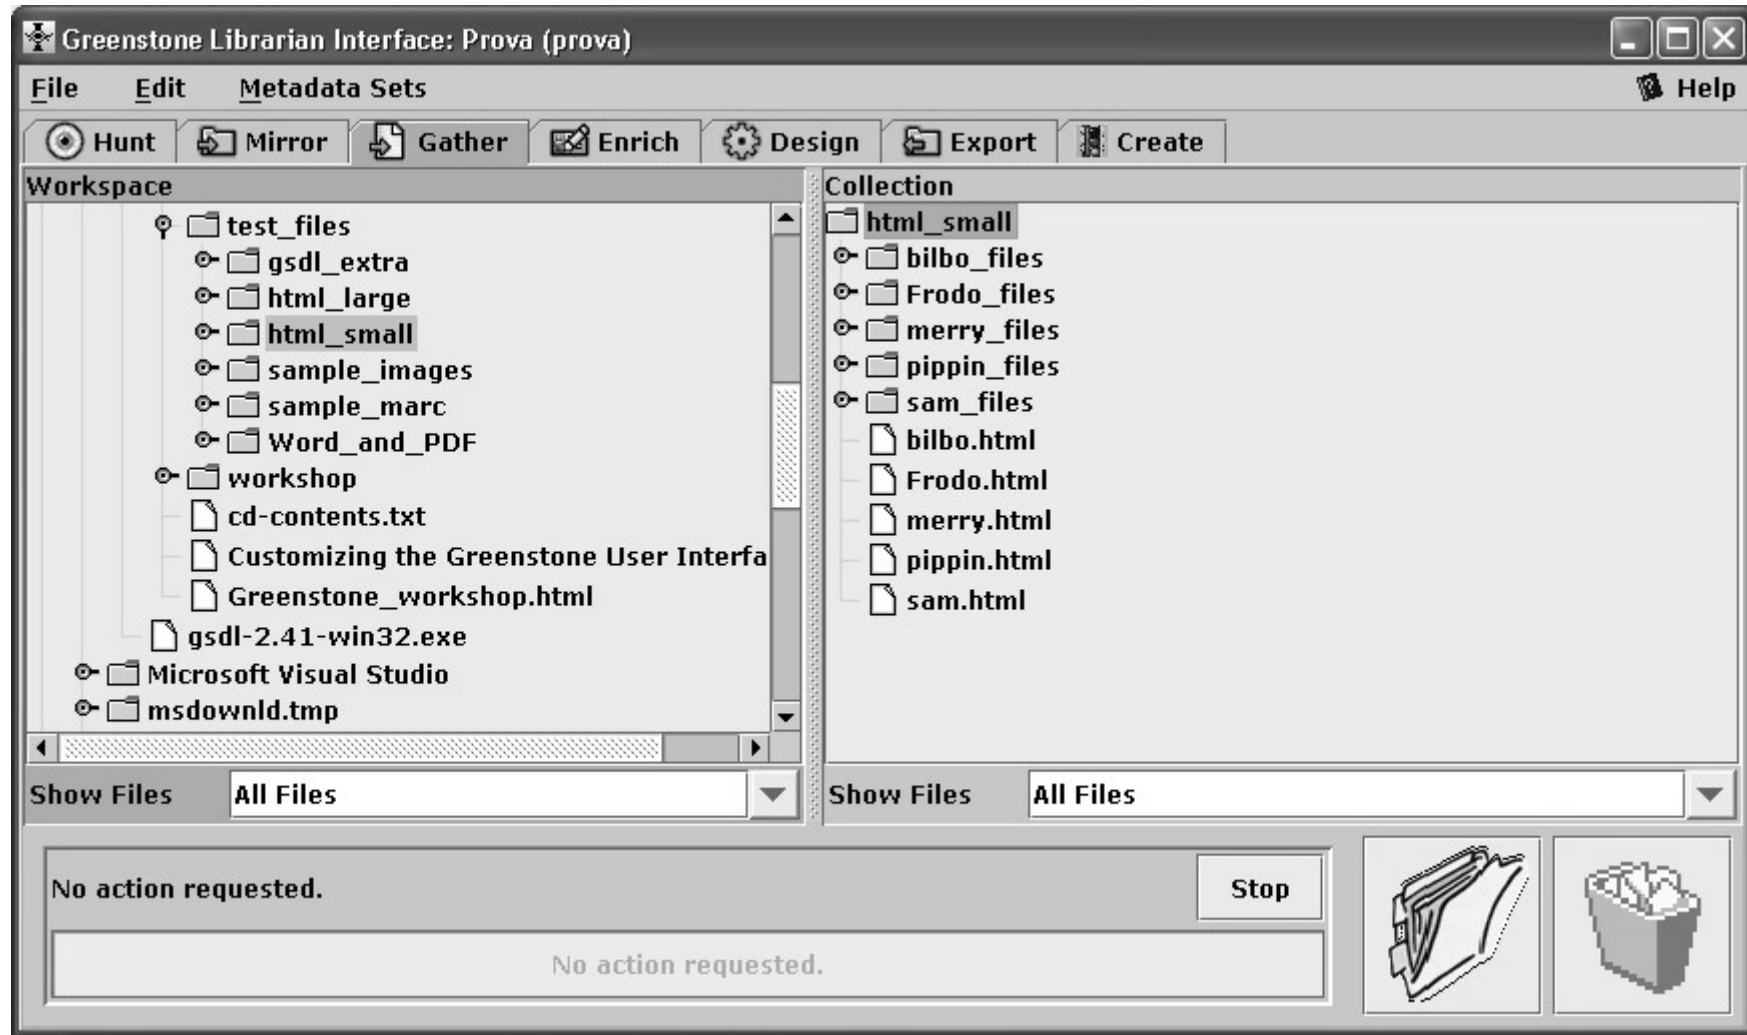 Greenstone Librarian Interface: Prova (prova)
File Edit Metadata Sets Help
Hunt Mirror Gather Enrich Design Export Create
Workspace
test_files
gsdl_extra
html_large
html_small
sample_images
sample_marc
Word_and_PDF
workshop
cd-contents.txt
Customizing the Greenstone User Interfa
Greenstone_workshop.html
gsdl-2.41-win32.exe
Microsoft Visual Studio
msdownld.tmp
Show Files All Files
Collection
html_small
bilbo_files
Frodo_files
merry_files
pippin_files
sam_files
bilbo.html
Frodo.html
merry.html
pippin.html
sam.html
Show Files All Files
No action requested. Stop
No action requested.